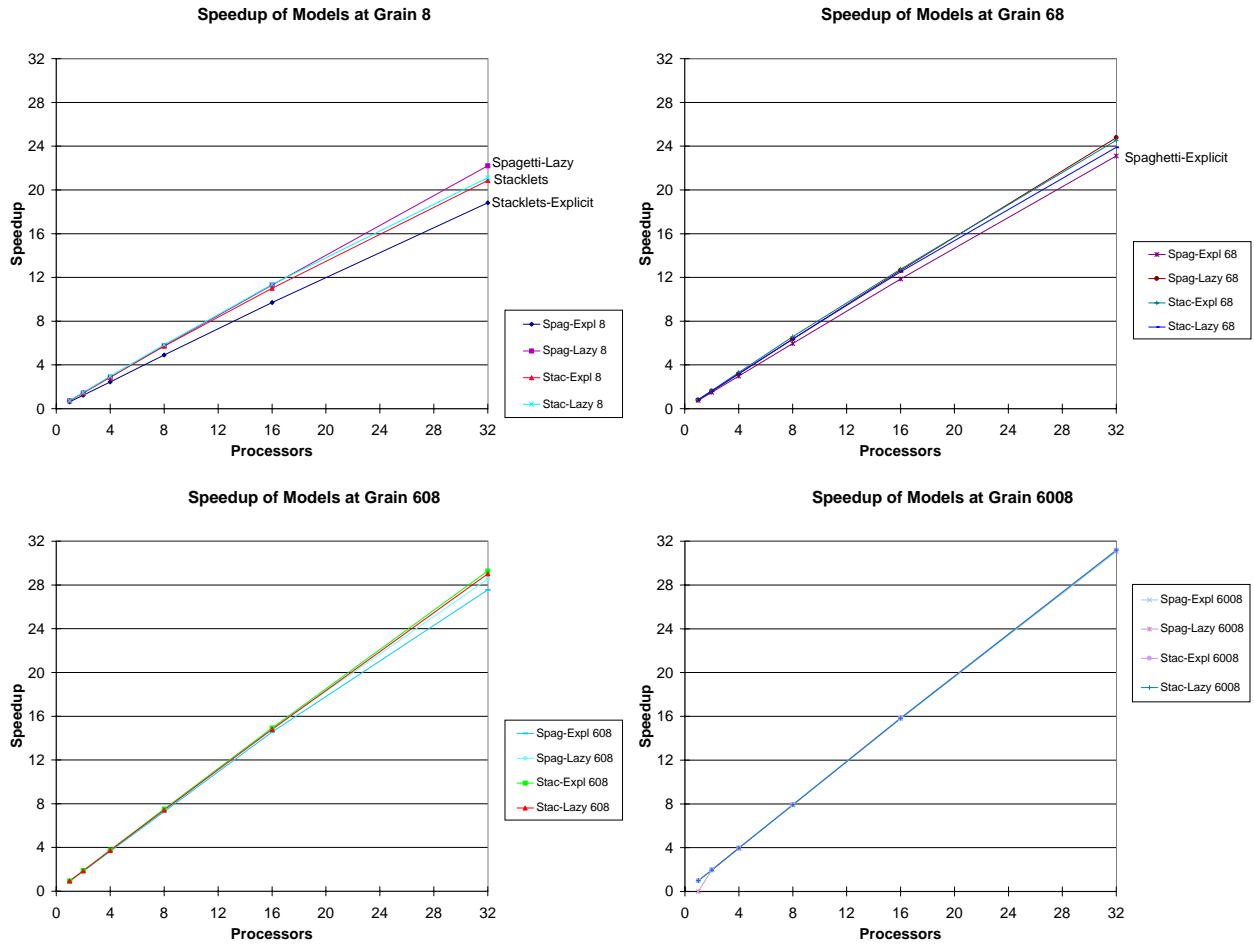 Speedup of Models at Grain 8
32
28
24
20
16
12
8
4
0
Speedup
0 4 8 12 16 20 24 28 32
Processors
Spagetti-Lazy
Stacklets
Stacklets-Explicit
Spag-Expl 8
Spag-Lazy 8
Stac-Expl 8
Stac-Lazy 8
Speedup of Models at Grain 68
32
28
24
20
16
12
8
4
0
Speedup
0 4 8 12 16 20 24 28 32
Processors
Spaghetti-Explicit
Spag-Expl 68
Spag-Lazy 68
Stac-Expl 68
Stac-Lazy 68
Speedup of Models at Grain 608
32
28
24
20
16
12
8
4
0
Speedup
0 4 8 12 16 20 24 28 32
Processors
Spag-Expl 608
Spag-Lazy 608
Stac-Expl 608
Stac-Lazy 608
Speedup of Models at Grain 6008
32
28
24
20
16
12
8
4
0
Speedup
0 4 8 12 16 20 24 28 32
Processors
Spag-Expl 6008
Spag-Lazy 6008
Stac-Expl 6008
Stac-Lazy 6008